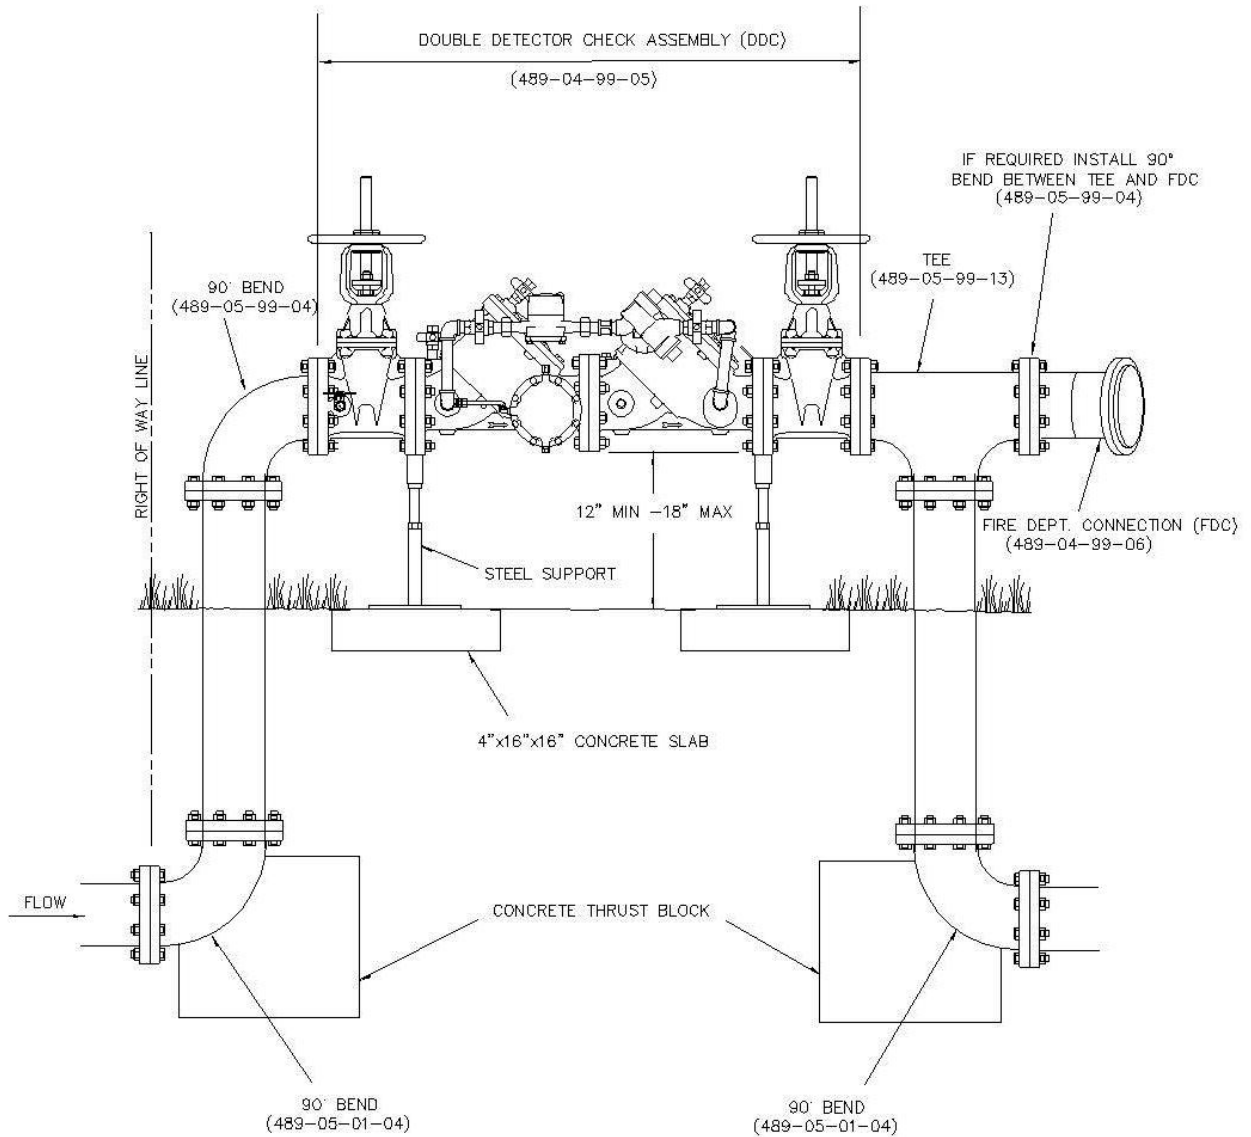 DOUBLE DETECTOR CHECK ASSEMBLY (DDC)
(489-04-99-05)
IF REQUIRED INSTALL 90°
BEND BETWEEN TEE AND FDC
(489-05-99-04)
TEE
(489-05-99-13)
90° BEND
(489-05-99-04)
RIGHT OF WAY LINE
12" MIN -18" MAX
FIRE DEPT. CONNECTION (FDC)
(489-04-99-06)
STEEL SUPPORT
4"x16"x16" CONCRETE SLAB
FLOW
CONCRETE THRUST BLOCK
90° BEND
(489-05-01-04)
90° BEND
(489-05-01-04)